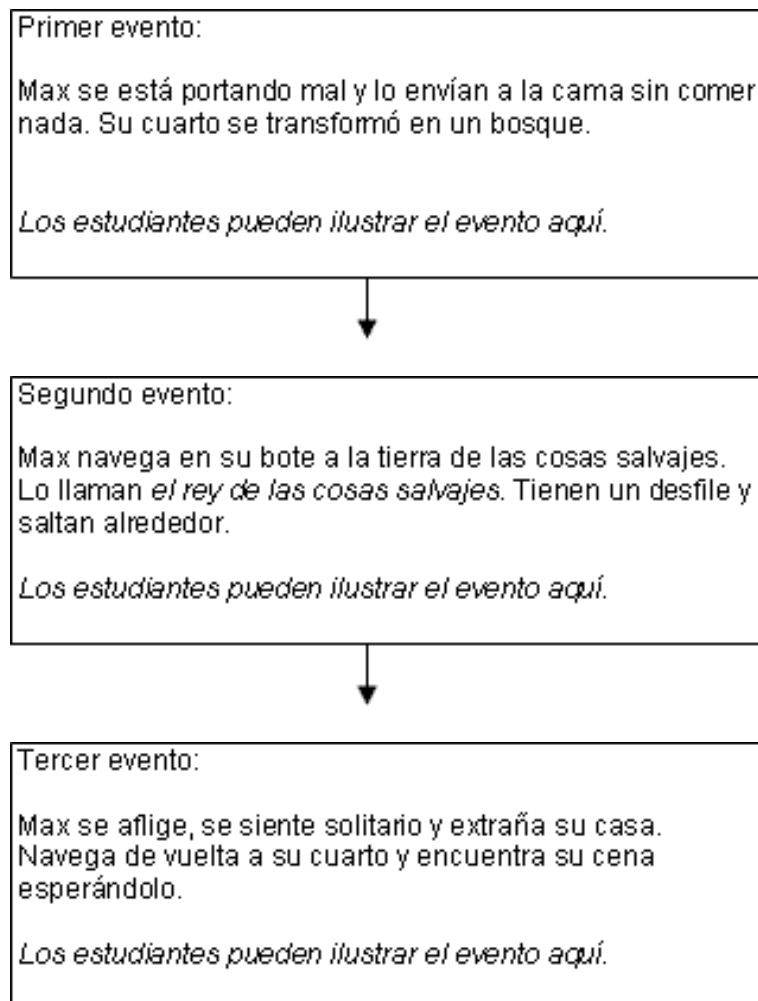 Primer evento:
Max se está portando mal y lo envían a la cama sin comer
nada. Su cuarto se transformó en un bosque.
Los estudiantes pueden ilustrar el evento aquí.
Segundo evento:
Max navega en su bote a la tierra de las cosas salvajes.
Lo llaman el rey de las cosas salvajes. Tienen un desfile y
saltan alrededor.
Los estudiantes pueden ilustrar el evento aquí.
Tercer evento:
Max se aflige, se siente solitario y extraña su casa.
Navega de vuelta a su cuarto y encuentra su cena
esperándolo.
Los estudiantes pueden ilustrar el evento aquí.